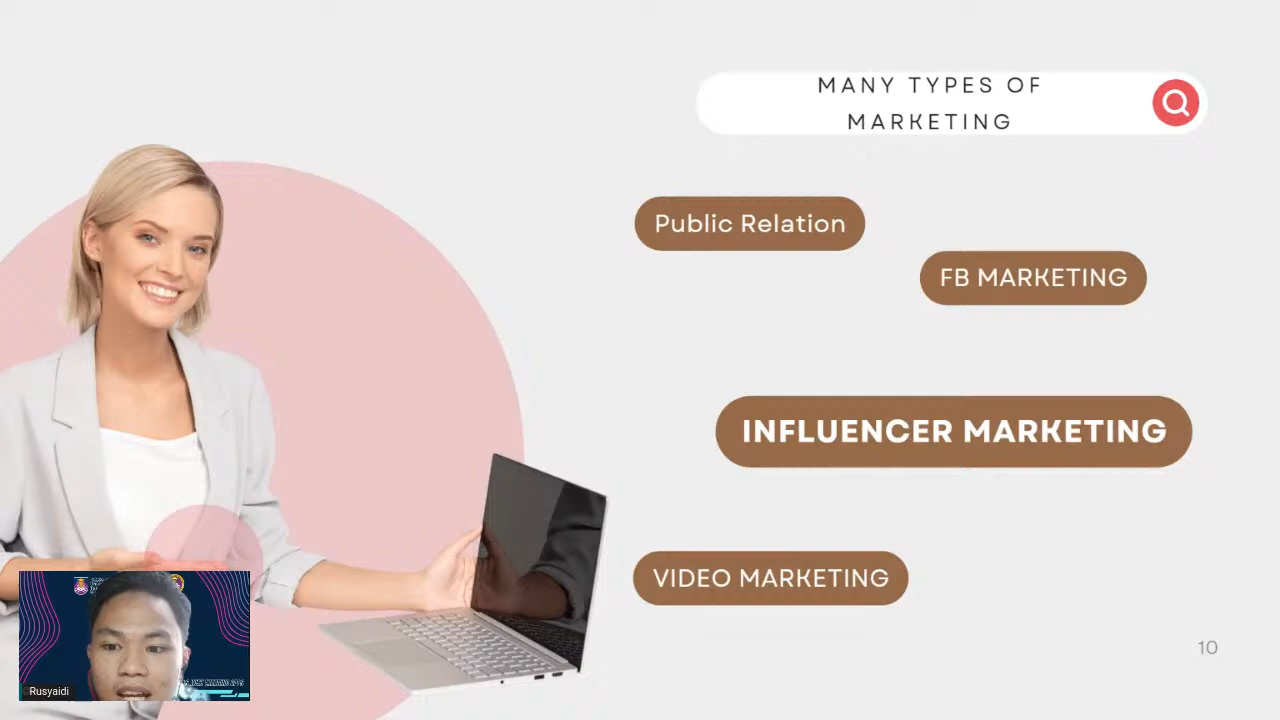 MANY TYPES OF
MARKETING
Public Relation
FB MARKETING
INFLUENCER MARKETING
VIDEO MARKETING
10
Rusyaidi